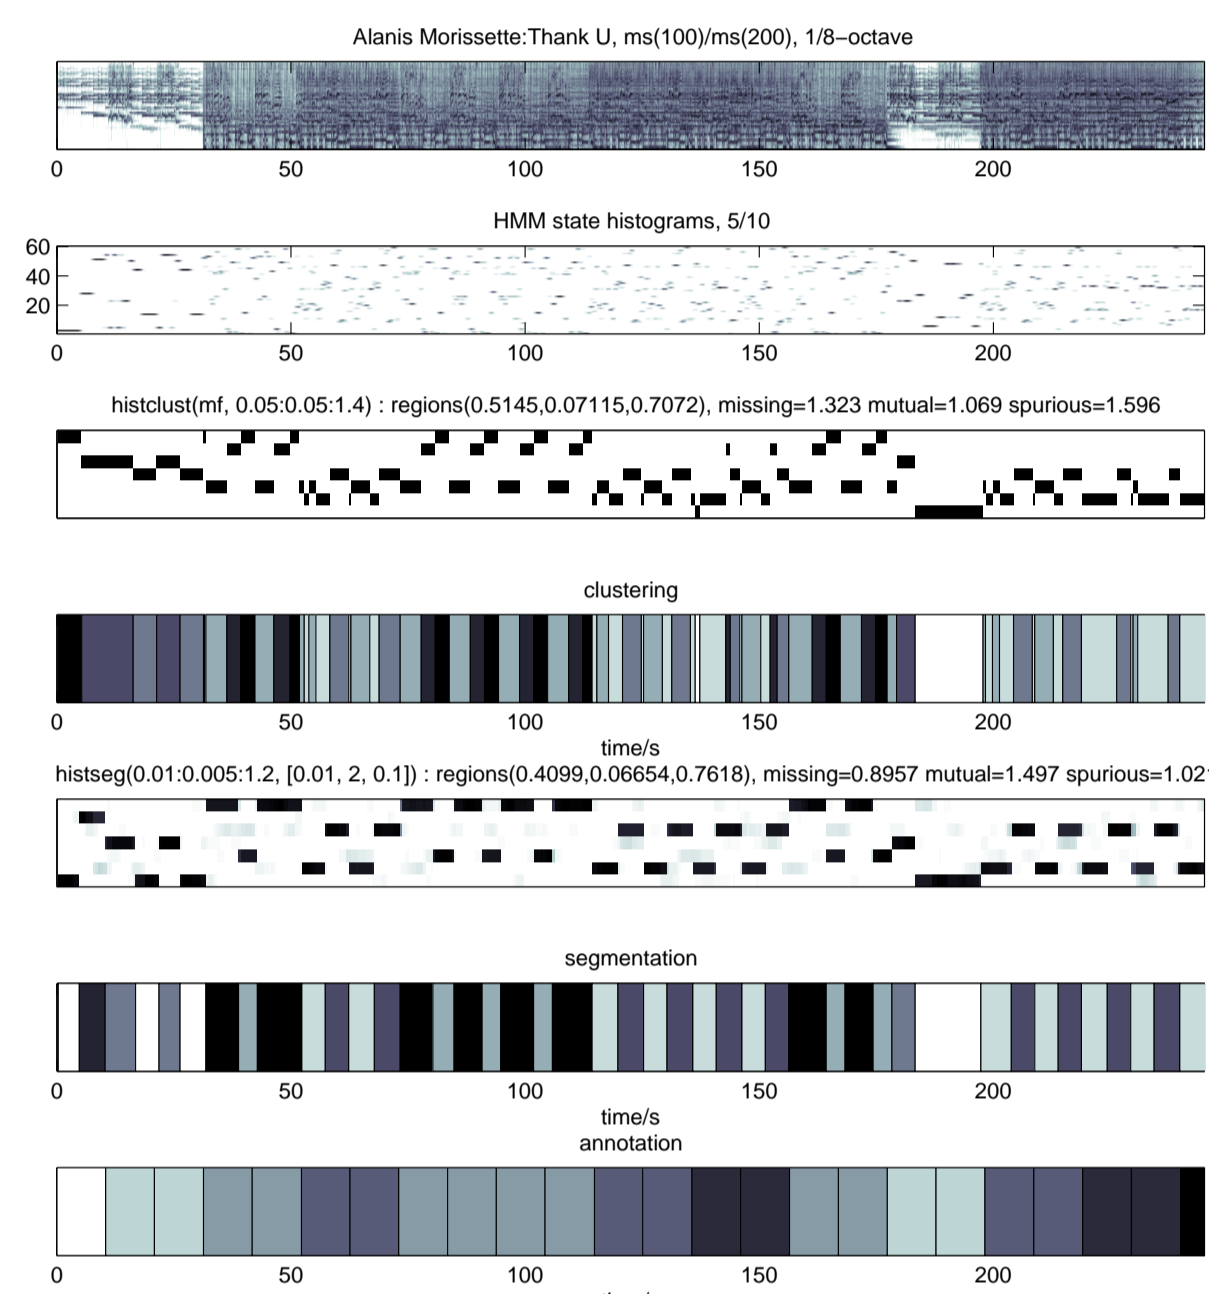 Alanis Morissette:Thank U, ms(100)/ms(200), 1/8−octave
0 50 100 150 200
HMM state histograms, 5/10
60
40
20
0 50 100 150 200
histclust(mf, 0.05:0.05:1.4) : regions(0.5145,0.07115,0.7072), missing=1.323 mutual=1.069 spurious=1.596
clustering
0 50 100 150 200
time/s
histseg(0.01:0.005:1.2, [0.01, 2, 0.1]) : regions(0.4099,0.06654,0.7618), missing=0.8957 mutual=1.497 spurious=1.02
segmentation
0 50 100 150 200
time/s
annotation
0 50 100 150 200